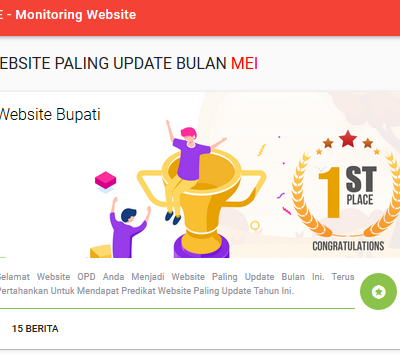 E - Monitoring Website
EBSITE PALING UPDATE BULAN MEI
Website Bupati
1 ST
PLACE
CONGRATULATIONS
Selamat Website OPD Anda Menjadi Website Paling Update Bulan Ini. Terus
Pertahankan Untuk Mendapat Predikat Website Paling Update Tahun Ini.
15 BERITA